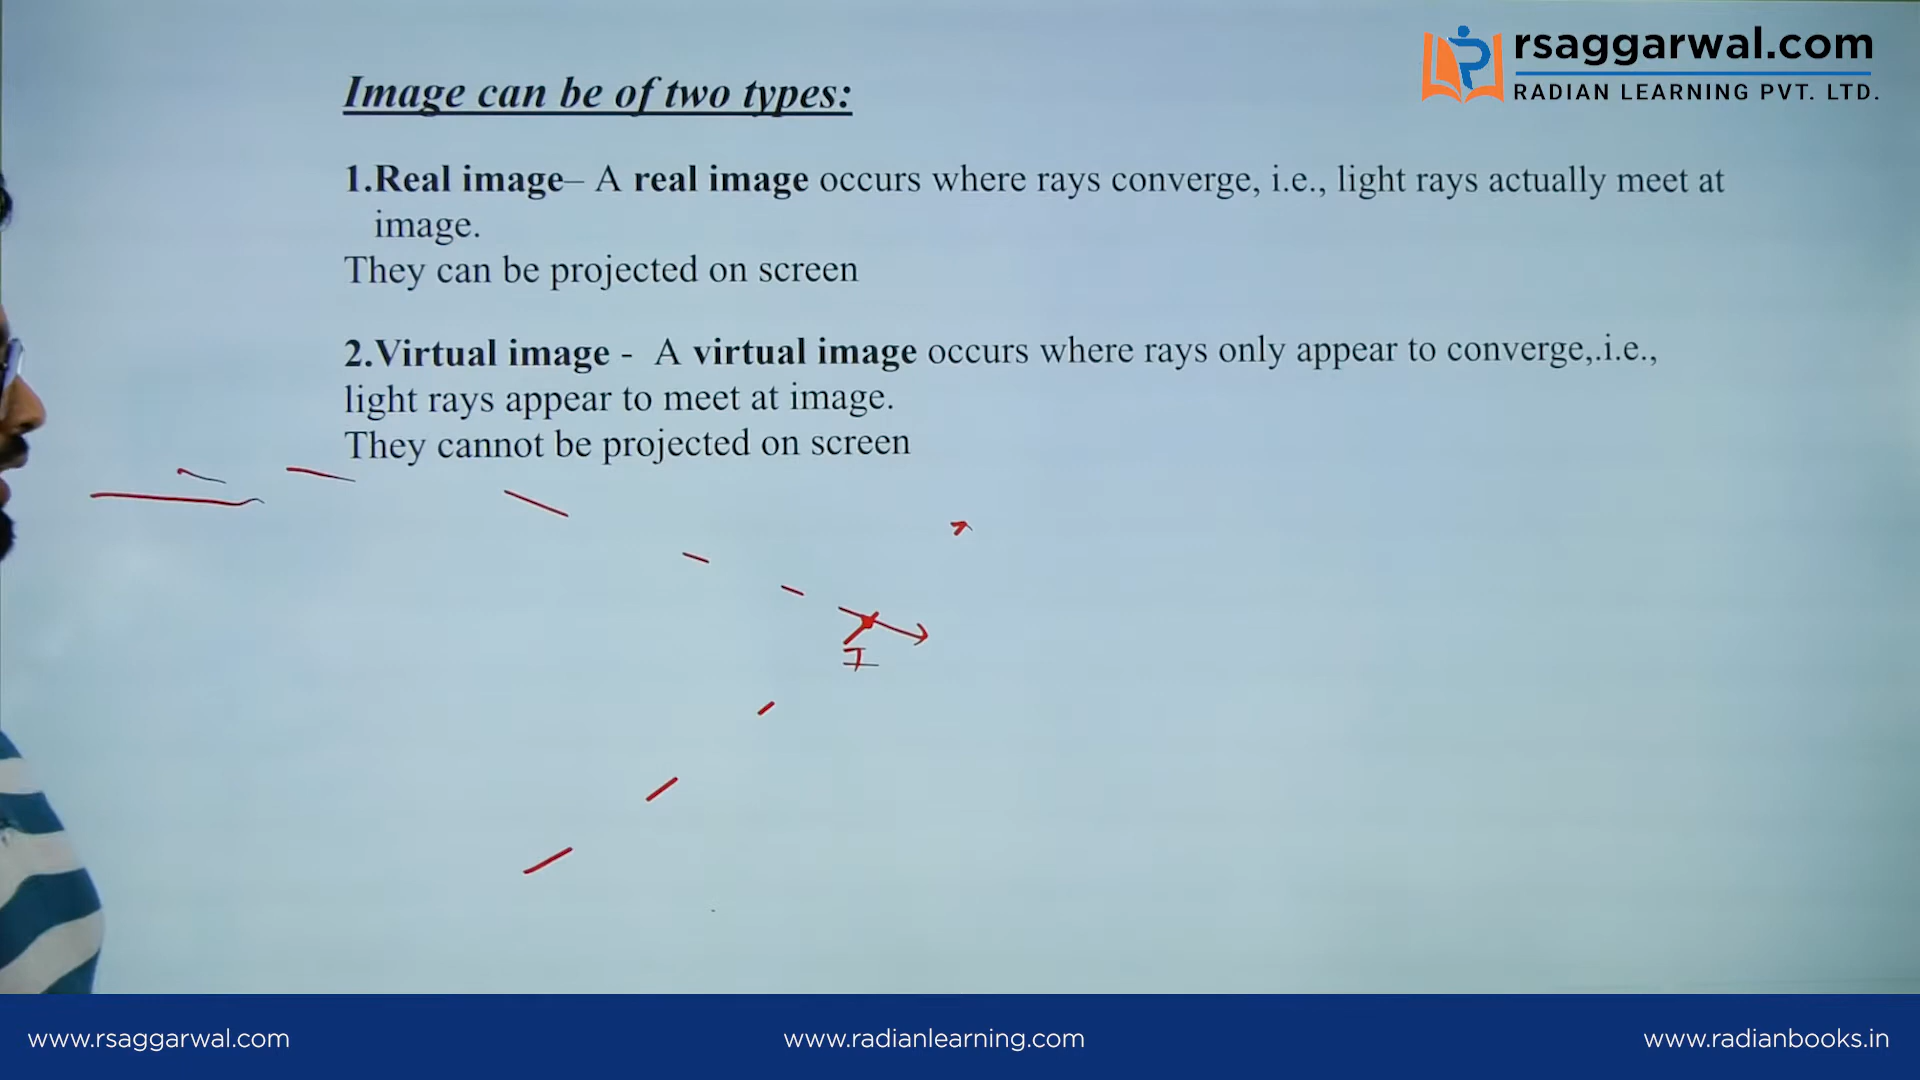 rsaggarwal.com
RADIAN LEARNING PVT. LTD.
Image can be of two types:
1.Real image– A real image occurs where rays converge, i.e., light rays actually meet at
image.
They can be projected on screen
2.Virtual image - A virtual image occurs where rays only appear to converge,.i.e.,
light rays appear to meet at image.
They cannot be projected on screen
I
www.rsaggarwal.com
www.radianlearning.com
www.radianbooks.in